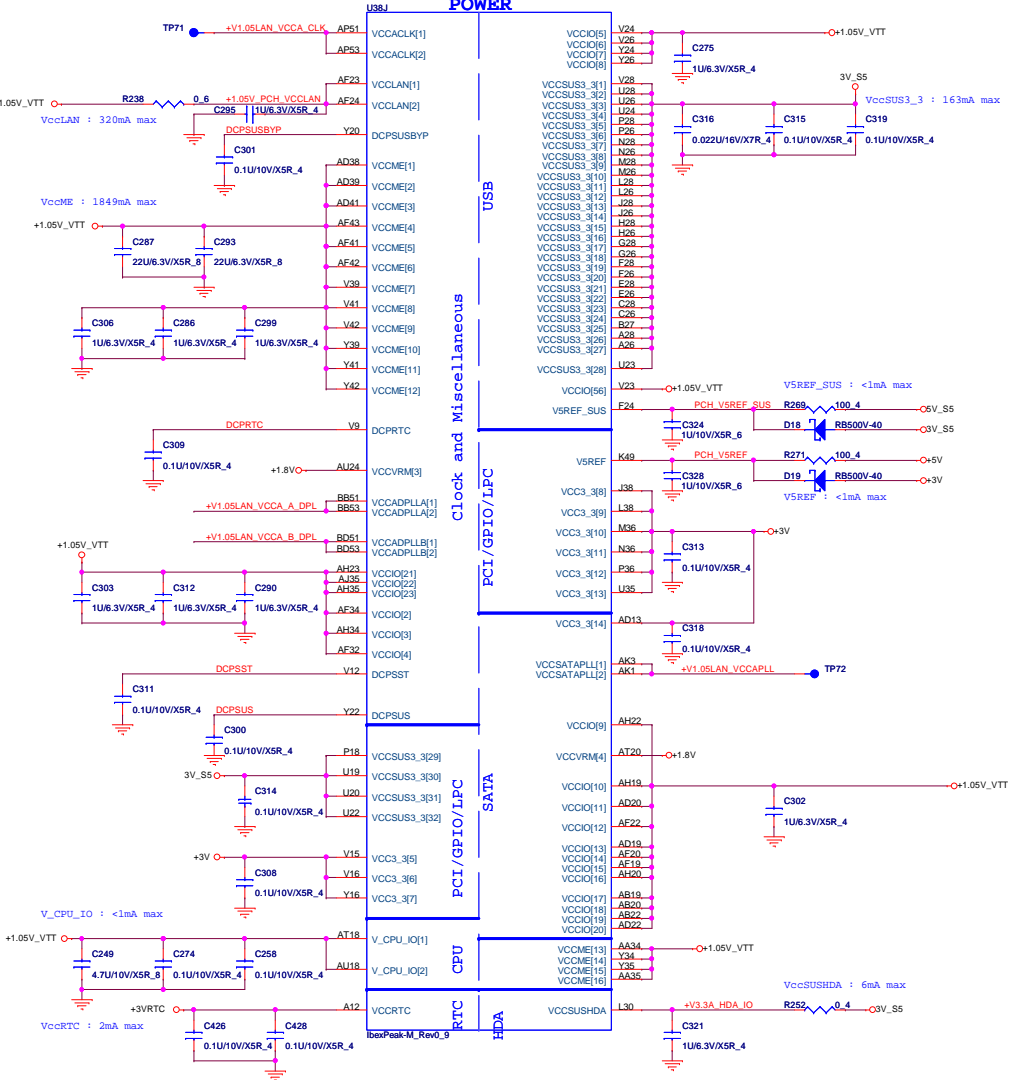 POWER
U38J
TP71
+V1.05LAN_VCCA_CLK
AP51
VCCACLK[1]
AP53
VCCACLK[2]
AF23
VCCLAN[1]
1.05V_VTT
R238
0_6
+1.05V_PCH_VCCLAN
AF24
VCCLAN[2]
C295
1U/6.3V/X5R_4
VccLAN : 320mA max
DCPSUSBYP
Y20
DCPSUSBYP
C301
0.1U/10V/X5R_4
AD38
VCCME[1]
AD39
VCCME[2]
VccME : 1849mA max
AD41
VCCME[3]
+1.05V_VTT
AF43
VCCME[4]
C287
22U/6.3V/X5R_8
C293
22U/6.3V/X5R_8
AF41
VCCME[5]
AF42
VCCME[6]
V39
VCCME[7]
V41
VCCME[8]
C306
1U/6.3V/X5R_4
C286
1U/6.3V/X5R_4
C299
1U/6.3V/X5R_4
V42
VCCME[9]
Y39
VCCME[10]
Y41
VCCME[11]
Y42
VCCME[12]
DCPRTC
V9
DCPRTC
C309
0.1U/10V/X5R_4
+1.8V
AU24
VCCVRM[3]
+V1.05LAN_VCCA_A_DPL
BB51
VCCADPLLA[1]
BB53
VCCADPLLA[2]
+V1.05LAN_VCCA_B_DPL
BD51
VCCADPLLB[1]
BD53
VCCADPLLB[2]
+1.05V_VTT
AH23
VCCIO[21]
AJ35
VCCIO[22]
AH35
VCCIO[23]
C303
1U/6.3V/X5R_4
C312
1U/6.3V/X5R_4
C290
1U/6.3V/X5R_4
AF34
VCCIO[2]
AH34
VCCIO[3]
AF32
VCCIO[4]
V12
DCPSST
DCPSST
C311
0.1U/10V/X5R_4
DCPSUS
Y22
DCPSUS
C300
0.1U/10V/X5R_4
P18
VCCSUS3_3[29]
3V_S5
U19
VCCSUS3_3[30]
C314
0.1U/10V/X5R_4
U20
VCCSUS3_3[31]
U22
VCCSUS3_3[32]
+3V
V15
VCC3_3[5]
C308
0.1U/10V/X5R_4
V16
VCC3_3[6]
Y16
VCC3_3[7]
V_CPU_IO : <1mA max
+1.05V_VTT
AT18
V_CPU_IO[1]
C249
4.7U/10V/X5R_8
C274
0.1U/10V/X5R_4
C258
0.1U/10V/X5R_4
AU18
V_CPU_IO[2]
+3VRTC
A12
VCCRTC
VccRTC : 2mA max
C426
0.1U/10V/X5R_4
C428
0.1U/10V/X5R_4
IbexPeak-M_Rev0_9
Clock and Miscellaneous
PCI/GPIO/LPC
CPU
RTC
USB
PCI/GPIO/LPC
SATA
HDA
VCCIO[5]
V24
+1.05V_VTT
VCCIO[6]
V26
VCCIO[7]
Y24
VCCIO[8]
Y26
C275
1U/6.3V/X5R_4
VCCSUS3_3[1]
V28
VCCSUS3_3[2]
U28
VCCSUS3_3[3]
U26
VCCSUS3_3[4]
U24
VCCSUS3_3[5]
P28
VCCSUS3_3[6]
P26
VCCSUS3_3[7]
N28
VCCSUS3_3[8]
N26
VCCSUS3_3[9]
M28
VCCSUS3_3[10]
M26
VCCSUS3_3[11]
L28
VCCSUS3_3[12]
L26
VCCSUS3_3[13]
J28
VCCSUS3_3[14]
J26
VCCSUS3_3[15]
H28
VCCSUS3_3[16]
H26
VCCSUS3_3[17]
G28
VCCSUS3_3[18]
G26
VCCSUS3_3[19]
F28
VCCSUS3_3[20]
F26
VCCSUS3_3[21]
E28
VCCSUS3_3[22]
E26
VCCSUS3_3[23]
C28
VCCSUS3_3[24]
C26
VCCSUS3_3[25]
B27
VCCSUS3_3[26]
A28
VCCSUS3_3[27]
A26
VCCSUS3_3[28]
U23
3V_S5
VccSUS3_3 : 163mA max
C316
0.022U/16V/X7R_4
C315
0.1U/10V/X5R_4
C319
0.1U/10V/X5R_4
VCCIO[56]
V23
+1.05V_VTT
V5REF_SUS : <1mA max
V5REF_SUS
F24
PCH_V5REF_SUS
R269
100_4
5V_S5
C324
1U/10V/X5R_6
D18
RB500V-40
3V_S5
V5REF
K49
PCH_V5REF
R271
100_4
+5V
C328
1U/10V/X5R_6
D19
RB500V-40
+3V
V5REF : <1mA max
VCC3_3[8]
J38
VCC3_3[9]
L38
VCC3_3[10]
M36
+3V
VCC3_3[11]
N36
C313
0.1U/10V/X5R_4
VCC3_3[12]
P36
VCC3_3[13]
U35
VCC3_3[14]
AD13
C318
0.1U/10V/X5R_4
VCCSATAPLL[1]
AK3
VCCSATAPLL[2]
AK1
+V1.05LAN_VCCAPLL
TP72
VCCIO[9]
AH22
VCCVRM[4]
AT20
+1.8V
VCCIO[10]
AH19
+1.05V_VTT
VCCIO[11]
AD20
C302
1U/6.3V/X5R_4
VCCIO[12]
AF22
VCCIO[13]
AD19
VCCIO[14]
AF20
VCCIO[15]
AF19
VCCIO[16]
AH20
VCCIO[17]
AB19
VCCIO[18]
AB20
VCCIO[19]
AB22
VCCIO[20]
AD22
VCCME[13]
AA34
+1.05V_VTT
VCCME[14]
Y34
VCCME[15]
Y35
VCCME[16]
AA35
VccSUSHDA : 6mA max
VCCSUSHDA
L30
+V3.3A_HDA_IO
R252
0_4
3V_S5
C321
1U/6.3V/X5R_4